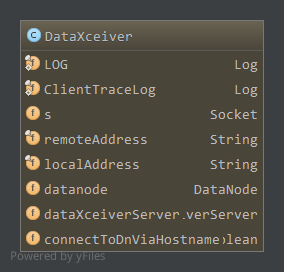 DataXceiver
LOG Log
ClientTraceLog Log
s Socket
remoteAddress String
localAddress String
datanode DataNode
dataXceiverServer.verServer
connectToDnViaHostname lean
Powered by yFiles